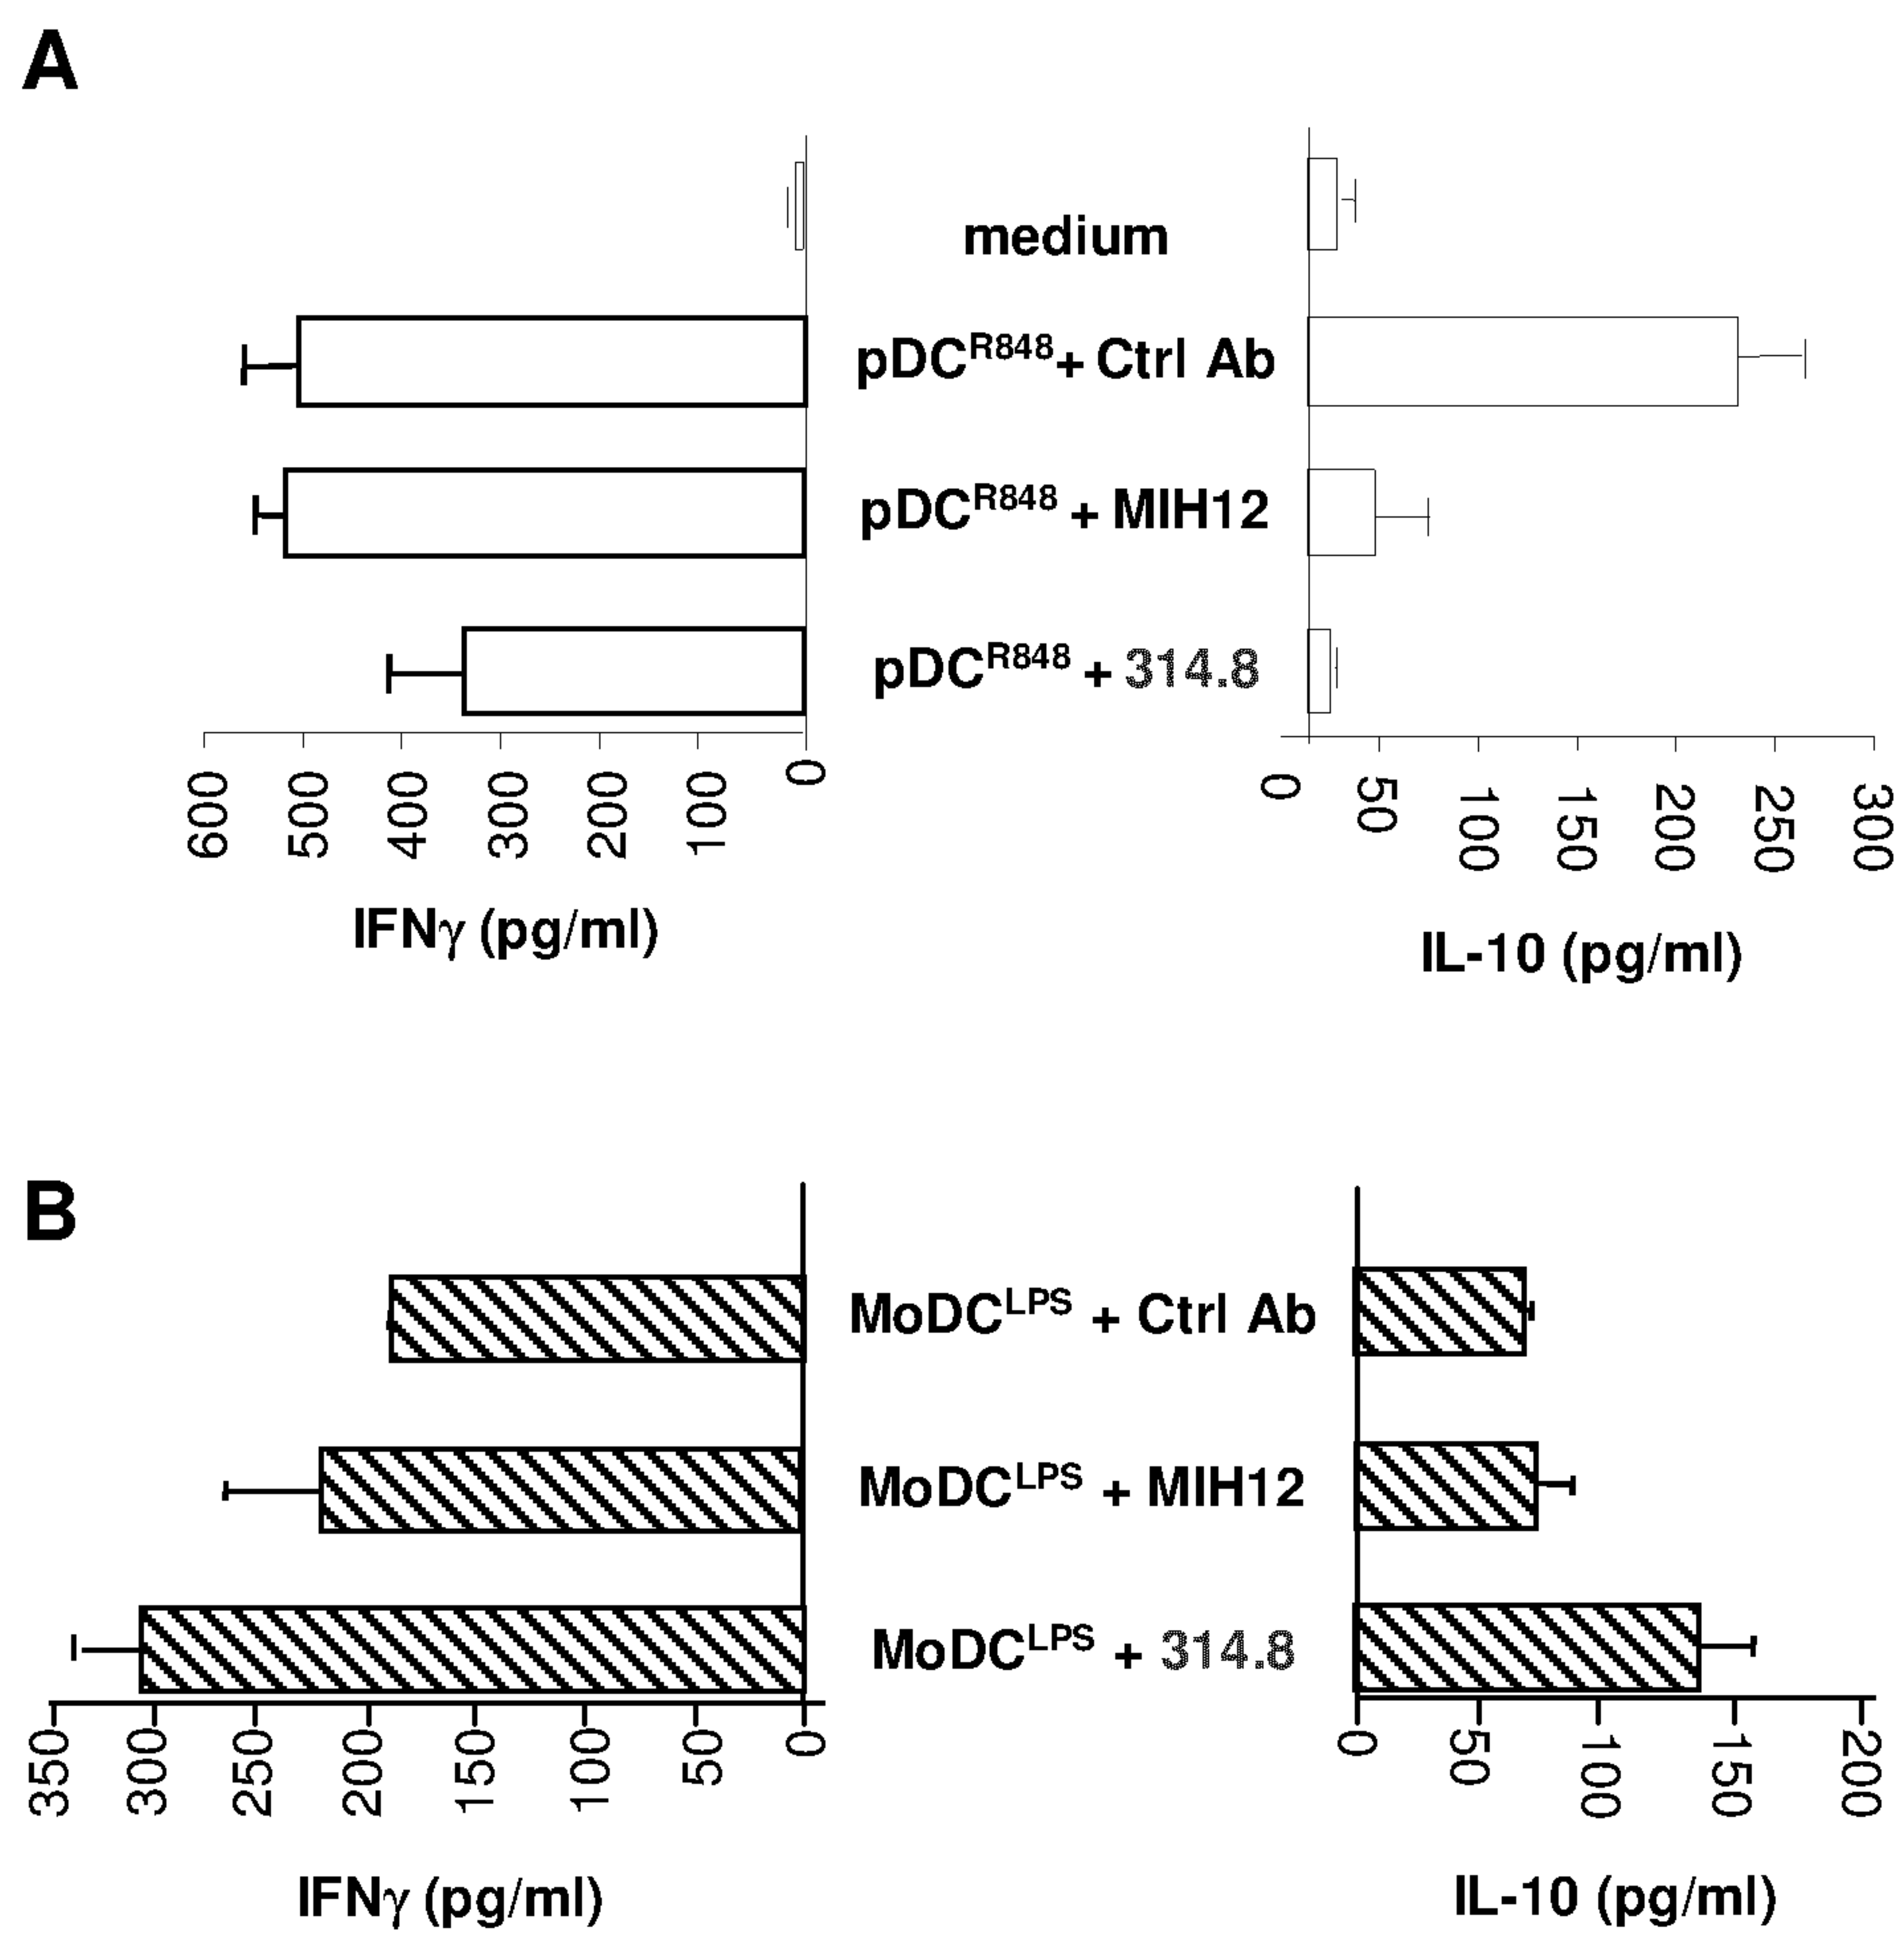 A
medium
pDCR848 + Ctrl Ab
pDCR848 + MIH12
pDCR848 + 314.8
600 500 400 300 200 100 0
0 50 100 150 200 250 300
IFNγ (pg/ml)
IL-10 (pg/ml)
B
MoDCLPS + Ctrl Ab
MoDCLPS + MIH12
MoDCLPS + 314.8
350 300 250 200 150 100 50 0
0 50 100 150 200
IFNγ (pg/ml)
IL-10 (pg/ml)